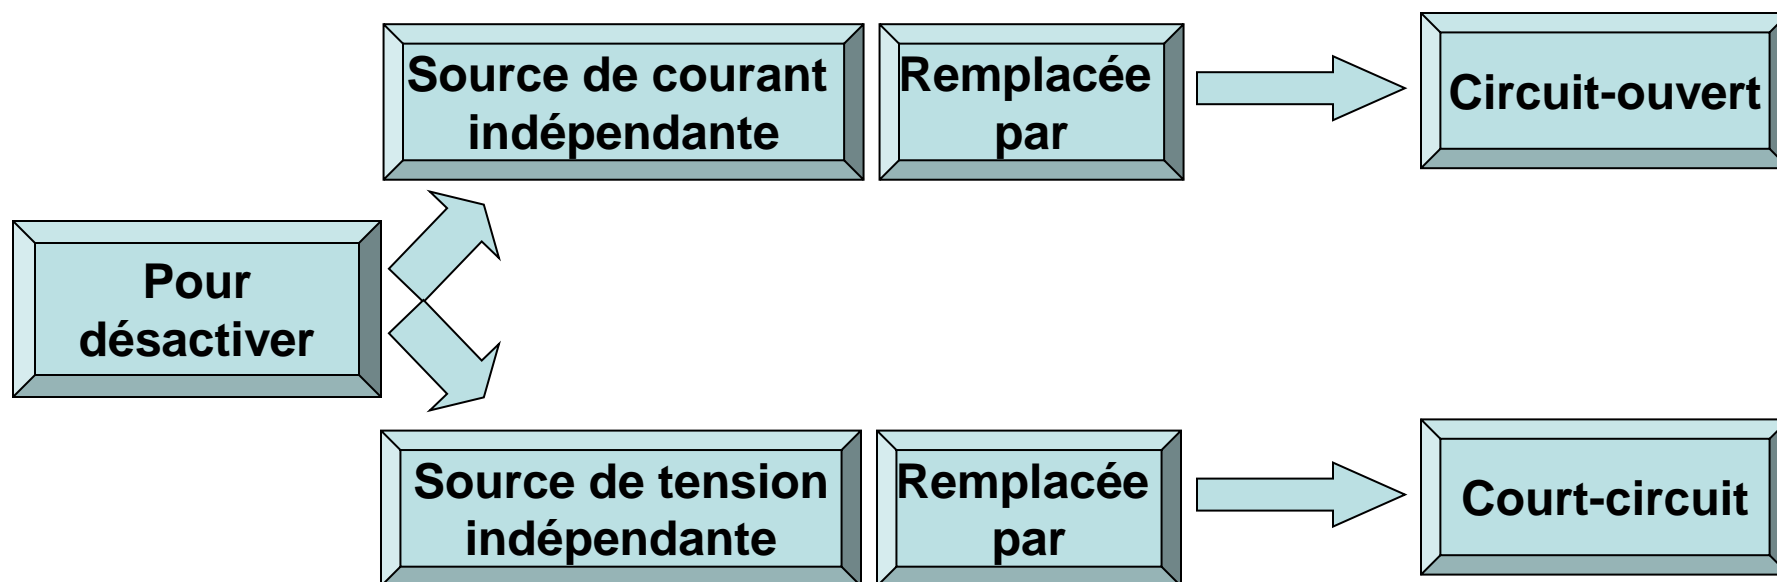 Source de courant
indépendante
Remplacée
par
Circuit-ouvert
Pour
désactiver
Source de tension
indépendante
Remplacée
par
Court-circuit